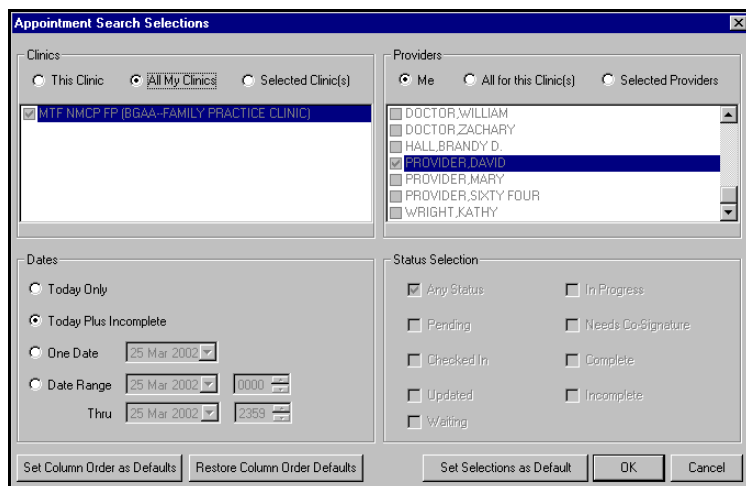 Appointment Search Selections
Clinics
This Clinic All My Clinics Selected Clinic(s)
MTF NMCP FP (BGAA--FAMILY PRACTICE CLINIC)
Providers
Me All for this Clinic(s) Selected Providers
DOCTOR,WILLIAM
DOCTOR,ZACHARY
HALL,BRANDY D.
PROVIDER,DAVID
PROVIDER,MARY
PROVIDER,SIXTY FOUR
WRIGHT,KATHY
Dates
Today Only
Today Plus Incomplete
One Date 25 Mar 2002
Date Range 25 Mar 2002 0000
Thru 25 Mar 2002 2359
Status Selection
Any Status In Progress
Pending Needs Co-Signature
Checked In Complete
Updated Incomplete
Waiting
Set Column Order as Defaults Restore Column Order Defaults Set Selections as Default OK Cancel